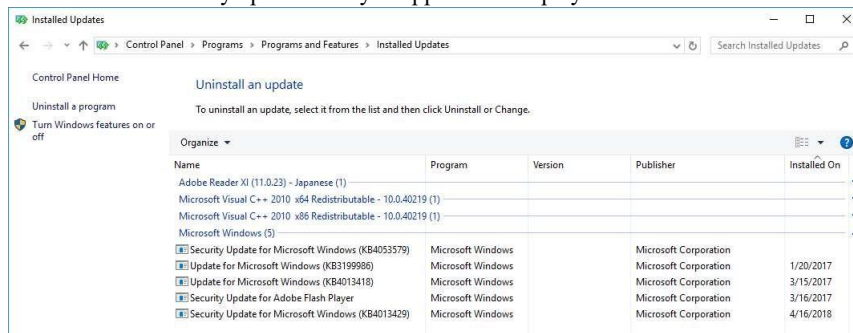 Installed Updates
Control Panel > Programs > Programs and Features > Installed Updates
Search Installed Updates
Control Panel Home
Uninstall a program
Turn Windows features on or
off
Uninstall an update
To uninstall an update, select it from the list and then click Uninstall or Change.
Organize
Name Program Version Publisher Installed On
Adobe Reader XI (11.0.23) - Japanese (1)
Microsoft Visual C++ 2010 x64 Redistributable - 10.0.40219 (1)
Microsoft Visual C++ 2010 x86 Redistributable - 10.0.40219 (1)
Microsoft Windows (5)
Security Update for Microsoft Windows (KB4053579) Microsoft Windows Microsoft Corporation
Update for Microsoft Windows (KB3199986) Microsoft Windows Microsoft Corporation 1/20/2017
Update for Microsoft Windows (KB4013418) Microsoft Windows Microsoft Corporation 3/15/2017
Security Update for Adobe Flash Player Microsoft Windows Microsoft Corporation 3/16/2017
Security Update for Microsoft Windows (KB4013429) Microsoft Windows Microsoft Corporation 4/16/2018